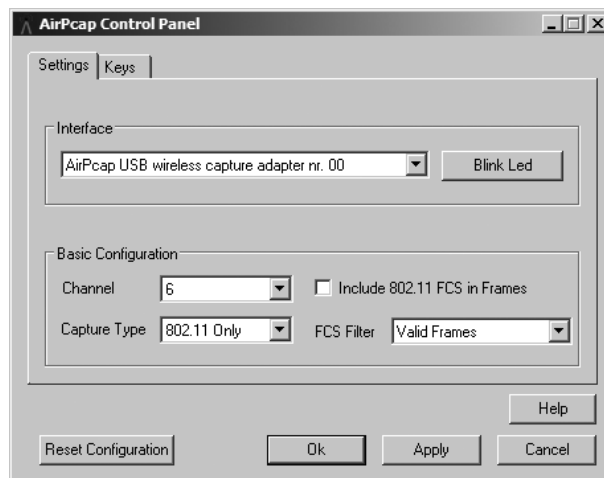 AirPcap Control Panel
Settings Keys
Interface
AirPcap USB wireless capture adapter nr. 00 Blink Led
Basic Configuration
Channel 6 Include 802.11 FCS in Frames
Capture Type 802.11 Only FCS Filter Valid Frames
Help
Reset Configuration Ok Apply Cancel